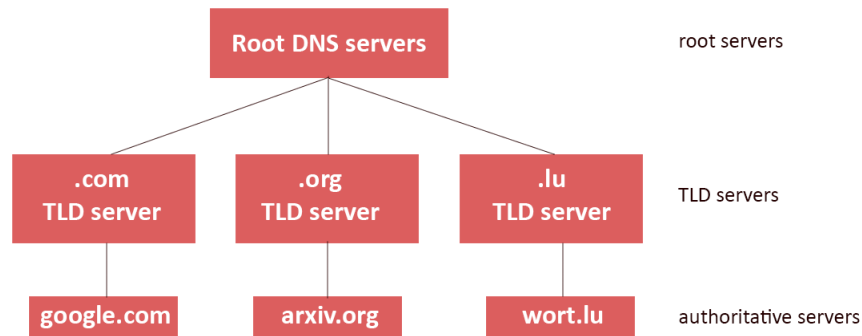 Root DNS servers
root servers
.com
TLD server
.org
TLD server
.lu
TLD server
TLD servers
google.com
arxiv.org
wort.lu
authoritative servers